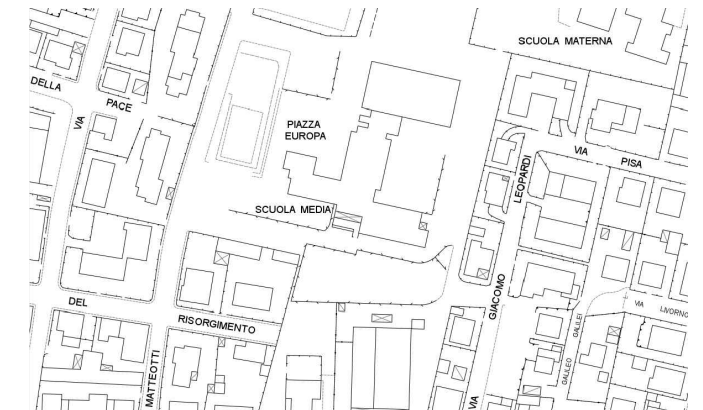 SCUOLA MATERNA
DELLA
PACE
VIA
PIAZZA
EUROPA
VIA
PISA
LEOPARDI
SCUOLA MEDIA
GIACOMO
DEL
RISORGIMENTO
VIA
LIVORNO
GALILEI
GALILEO
MATTEOTTI
VIA